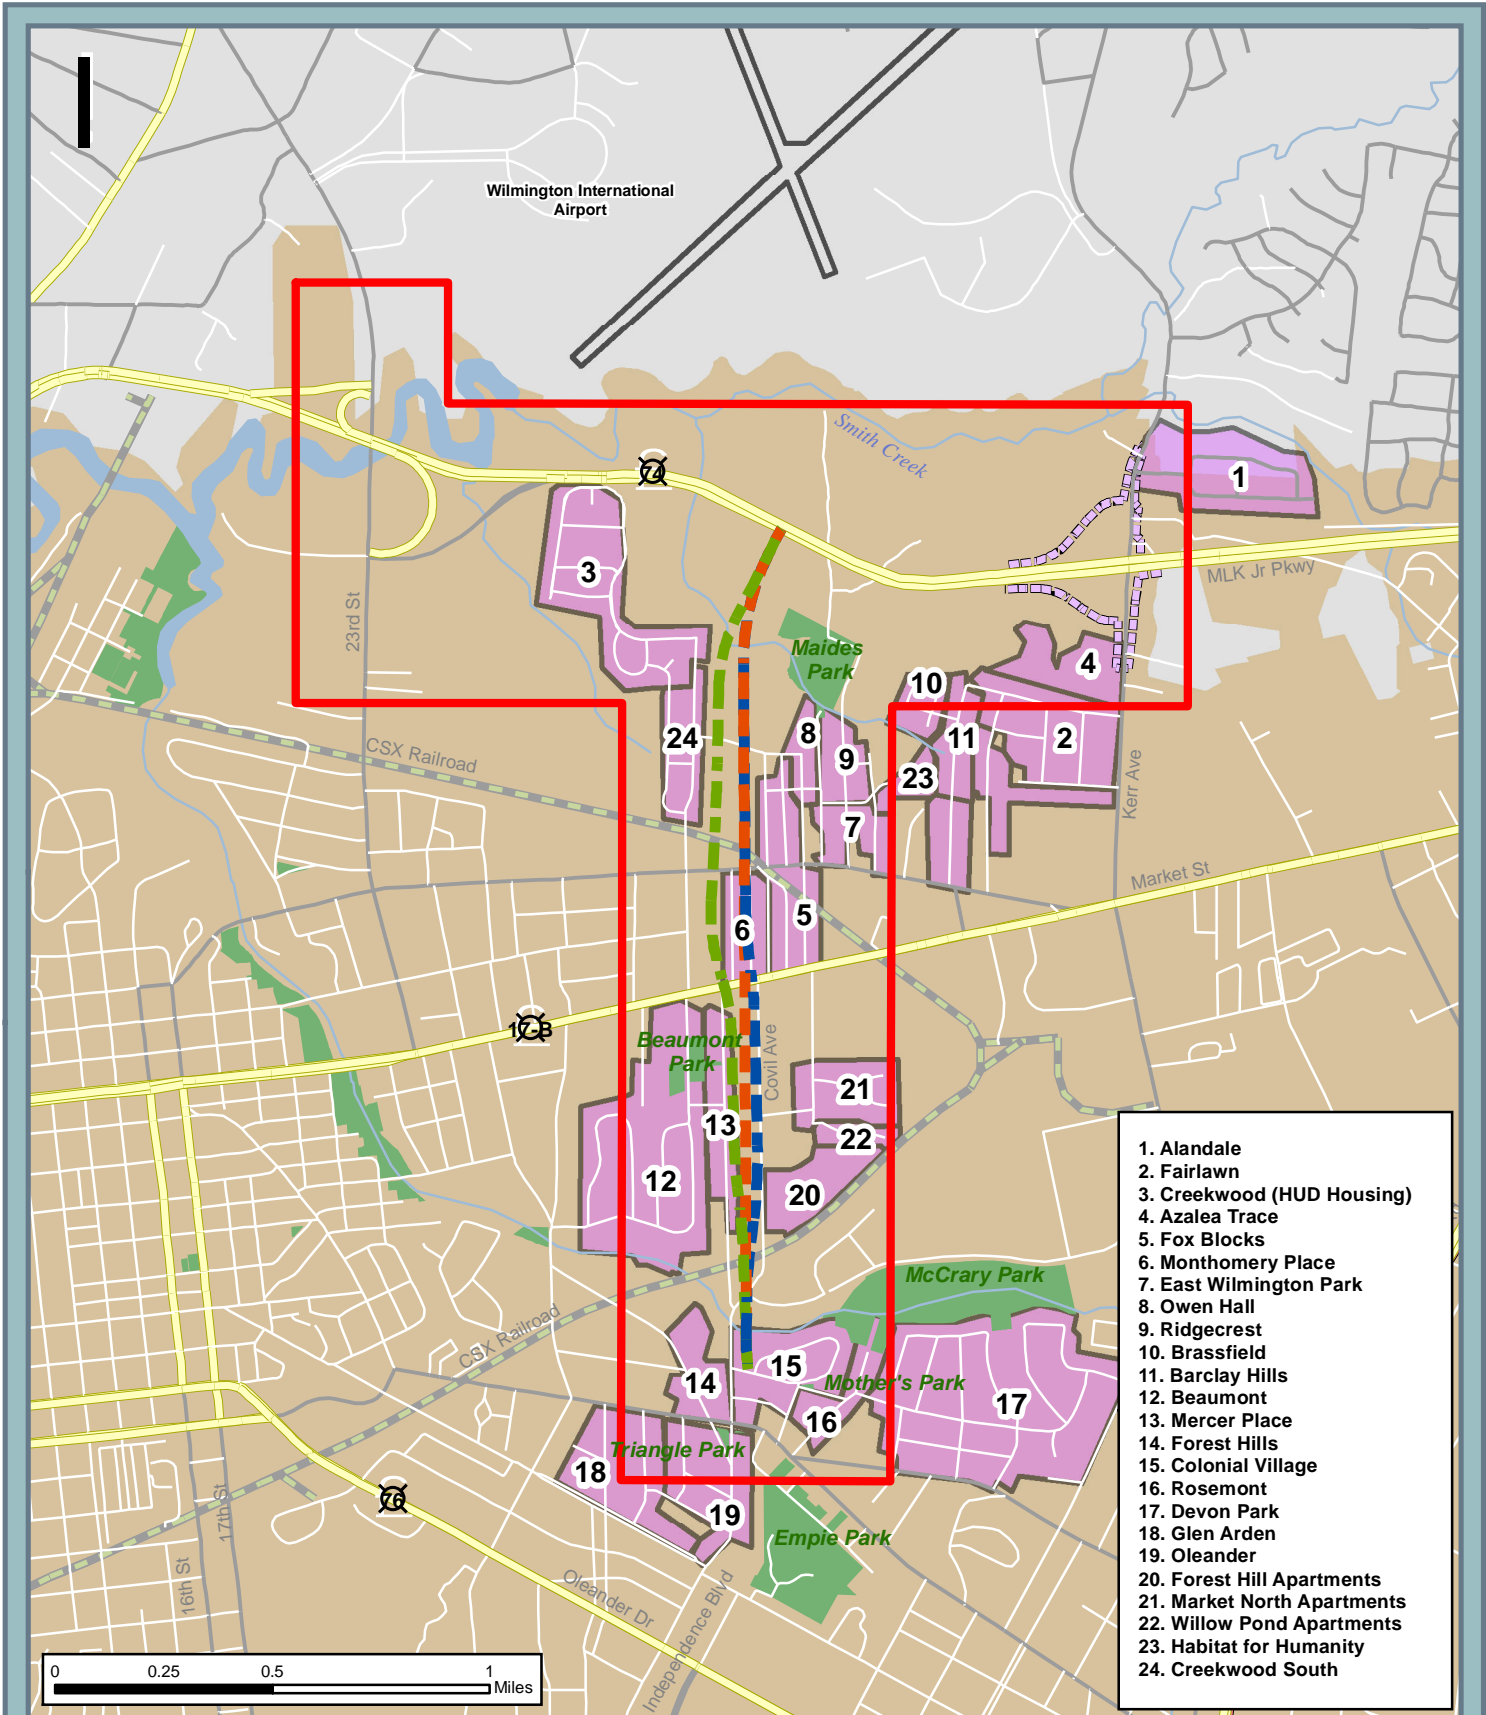 Wilmington International
Airport
Smith Creek
74
1
MLK Jr Pkwy
3
23rd St
Maides
Park
4
10
24
8
11
2
9
23
CSX Railroad
Kerr Ave
7
Market St
5
6
17-B
Beaumont
Park
Covil Ave
21
13
22
12
20
McCrary Park
CSX Railroad
15
14
Mother's Park
17
16
Triangle Park
18
76
19
17th St
Empie Park
16th St
Oleander Dr
Independence Blvd
1. Alandale
2. Fairlawn
3. Creekwood (HUD Housing)
4. Azalea Trace
5. Fox Blocks
6. Monthomery Place
7. East Wilmington Park
8. Owen Hall
9. Ridgecrest
10. Brassfield
11. Barclay Hills
12. Beaumont
13. Mercer Place
14. Forest Hills
15. Colonial Village
16. Rosemont
17. Devon Park
18. Glen Arden
19. Oleander
20. Forest Hill Apartments
21. Market North Apartments
22. Willow Pond Apartments
23. Habitat for Humanity
24. Creekwood South
0 0.25 0.5 1
Miles